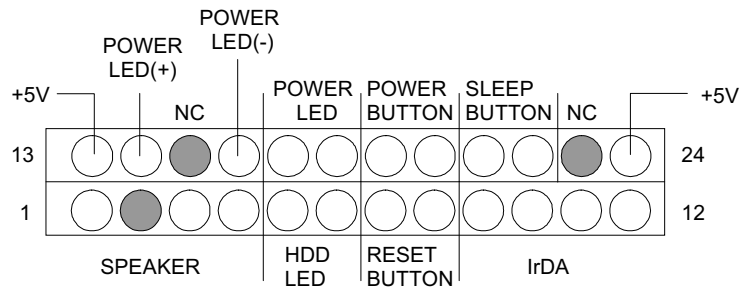 POWER
LED(-)
POWER
LED(+)
+5V
NC
POWER
LED
POWER
BUTTON
SLEEP
BUTTON
NC
+5V
13
24
1
12
SPEAKER
HDD
LED
RESET
BUTTON
IrDA